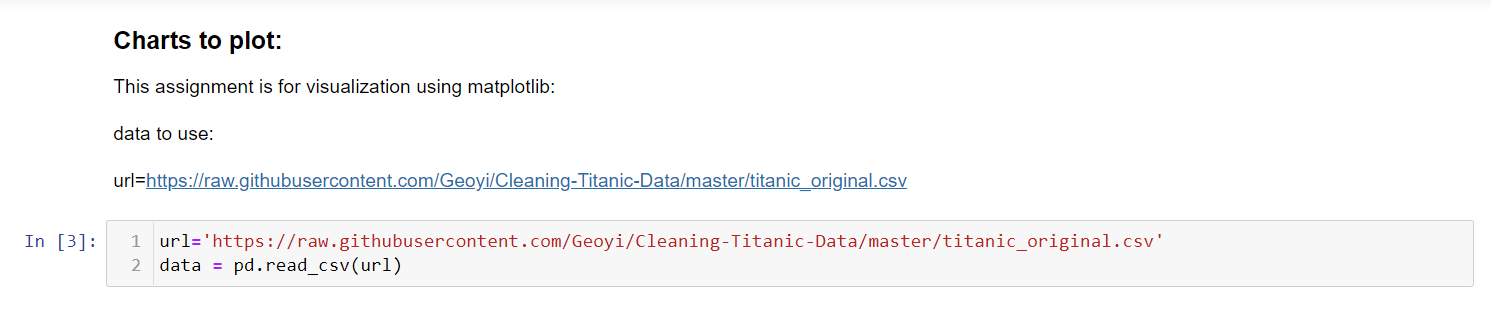 Charts to plot:
This assignment is for visualization using matplotlib:
data to use:
url=https://raw.githubusercontent.com/Geoyi/Cleaning-Titanic-Data/master/titanic_original.csv
In [3]: 1 url='https://raw.githubusercontent.com/Geoyi/Cleaning-Titanic-Data/master/titanic_original.csv'
2 data = pd.read_csv(url)